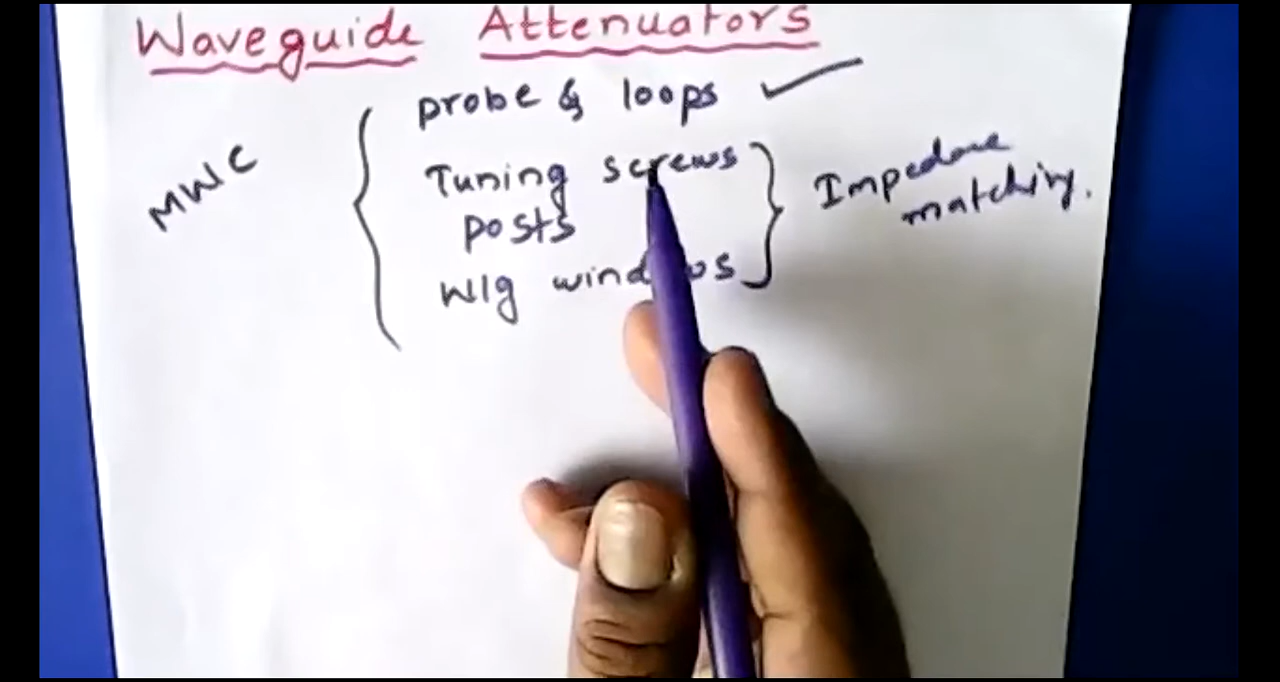 Waveguide Attenuators
probe & loops
MWC
Tuning screws
posts
W/g windows
Impedance matching.